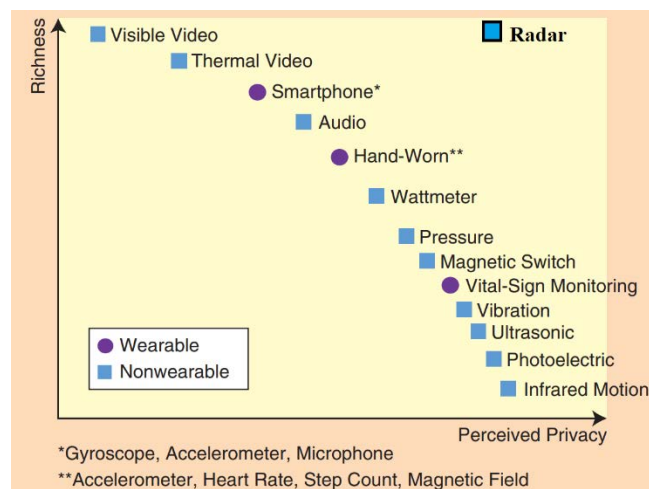 Richness
Visible Video
Radar
Thermal Video
Smartphone*
Audio
Hand-Worn**
Wattmeter
Pressure
Magnetic Switch
Vital-Sign Monitoring
Vibration
Ultrasonic
Photoelectric
Infrared Motion
Wearable
Nonwearable
Perceived Privacy
*Gyroscope, Accelerometer, Microphone
**Accelerometer, Heart Rate, Step Count, Magnetic Field